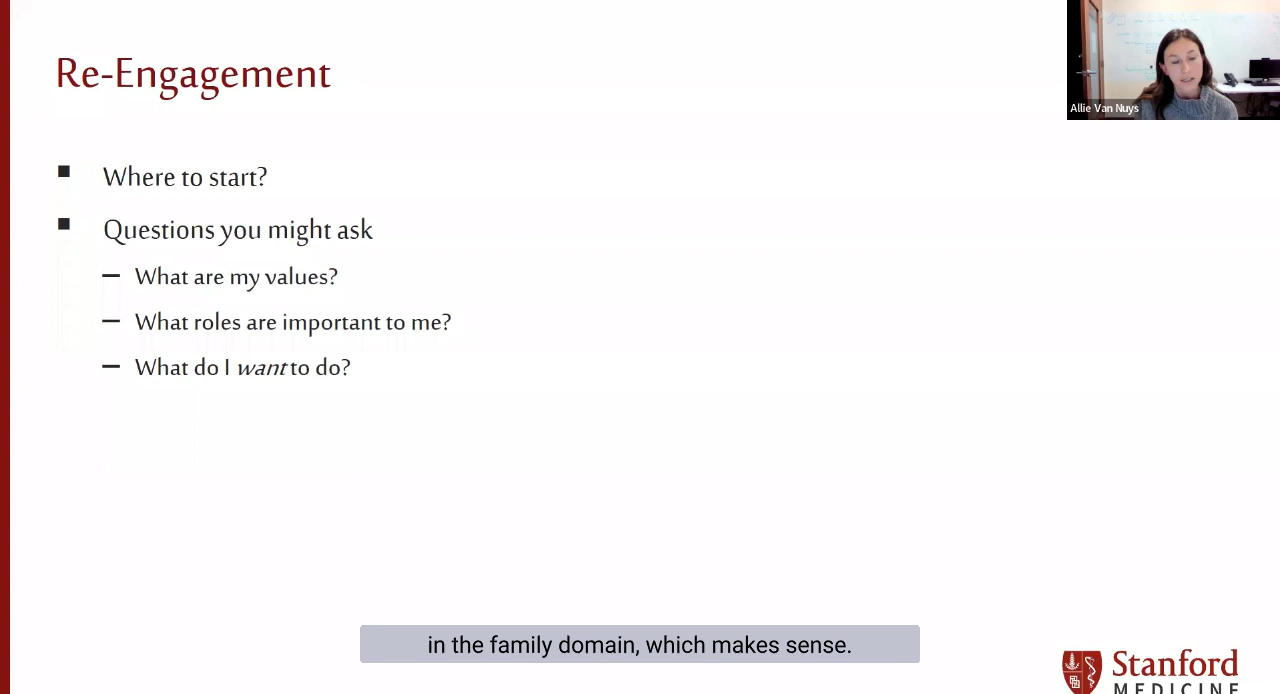 Re-Engagement
Allie Van Nuys
Where to start?
Questions you might ask
What are my values?
What roles are important to me?
What do I want to do?
in the family domain, which makes sense.
Stanford
MEDICINE